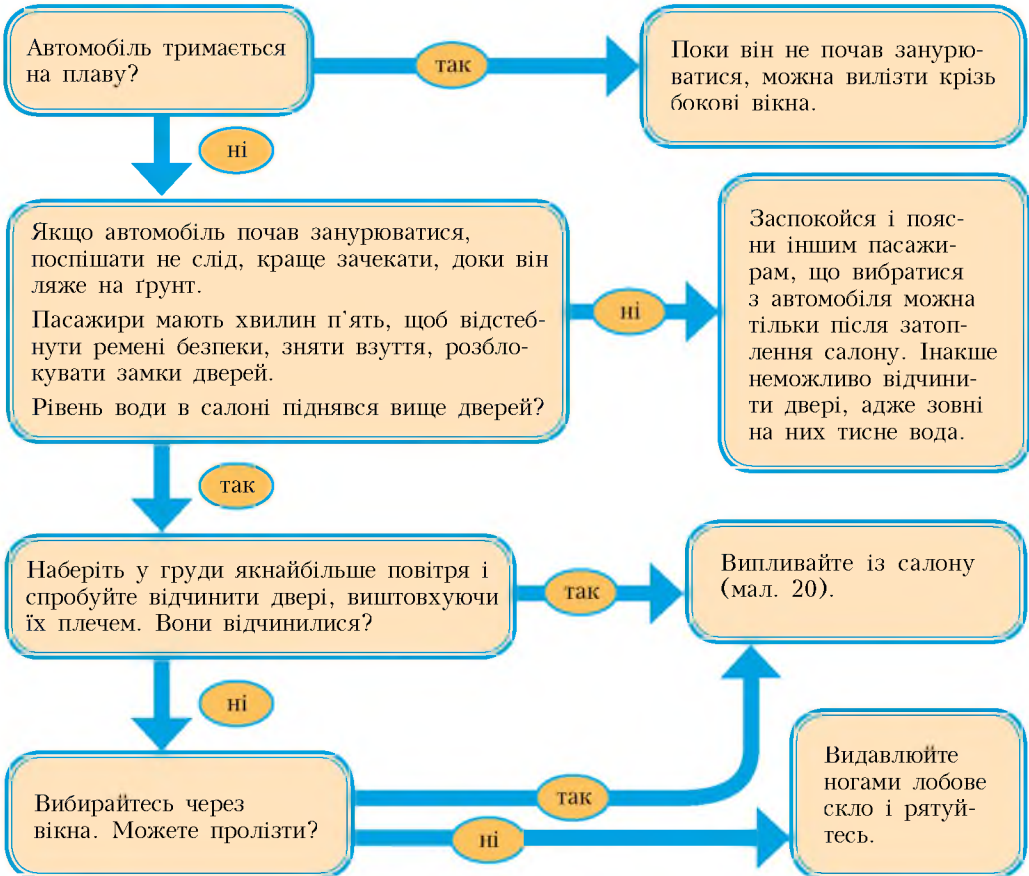 Автомобіль тримається
на плаву?
так
Поки він не почав занурю-
ватися, можна вилізти крізь
бокові вікна.
ні
Якщо автомобіль почав занурюватися,
поспішати не слід, краще зачекати, доки він
ляже на ґрунт.
Пасажири мають хвилин п'ять, щоб відстеб-
нути ремені безпеки, зняти взуття, розбло-
кувати замки дверей.
Рівень води в салоні піднявся вище дверей?
ні
Заспокойся і пояс-
ни іншим пасажи-
рам, що вибратися
з автомобіля можна
тільки після затоп-
лення салону. Інакше
неможливо відчини-
ти двері, адже зовні
на них тисне вода.
так
Наберіть у груди якнайбільше повітря і
спробуйте відчинити двері, виштовхуючи
їх плечем. Вони відчинилися?
так
Випливайте із салону
(мал. 20).
ні
Вибирайтесь через
вікна. Можете пролізти?
так
ні
Видавлюйте
ногами лобове
скло і рятуй-
тесь.